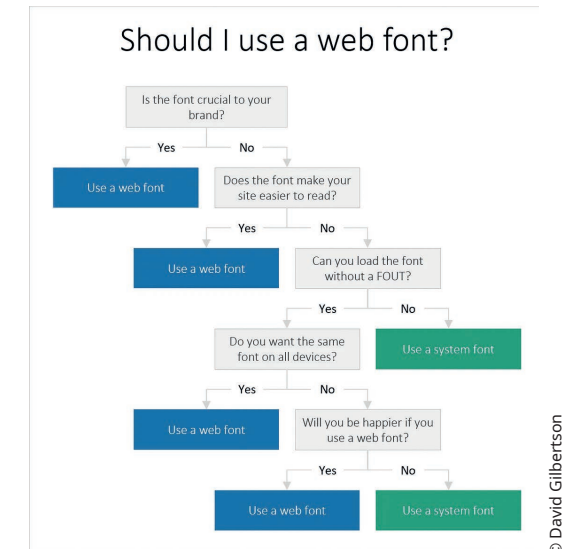 Should I use a web font?
Is the font crucial to your
brand?
Yes
No
Use a web font
Does the font make your
site easier to read?
Yes
No
Use a web font
Can you load the font
without a FOUT?
Yes
No
Do you want the same
font on all devices?
Use a system font
Yes
No
Use a web font
Will you be happier if you
use a web font?
Yes
No
Use a web font
Use a system font
© David Gilbertson